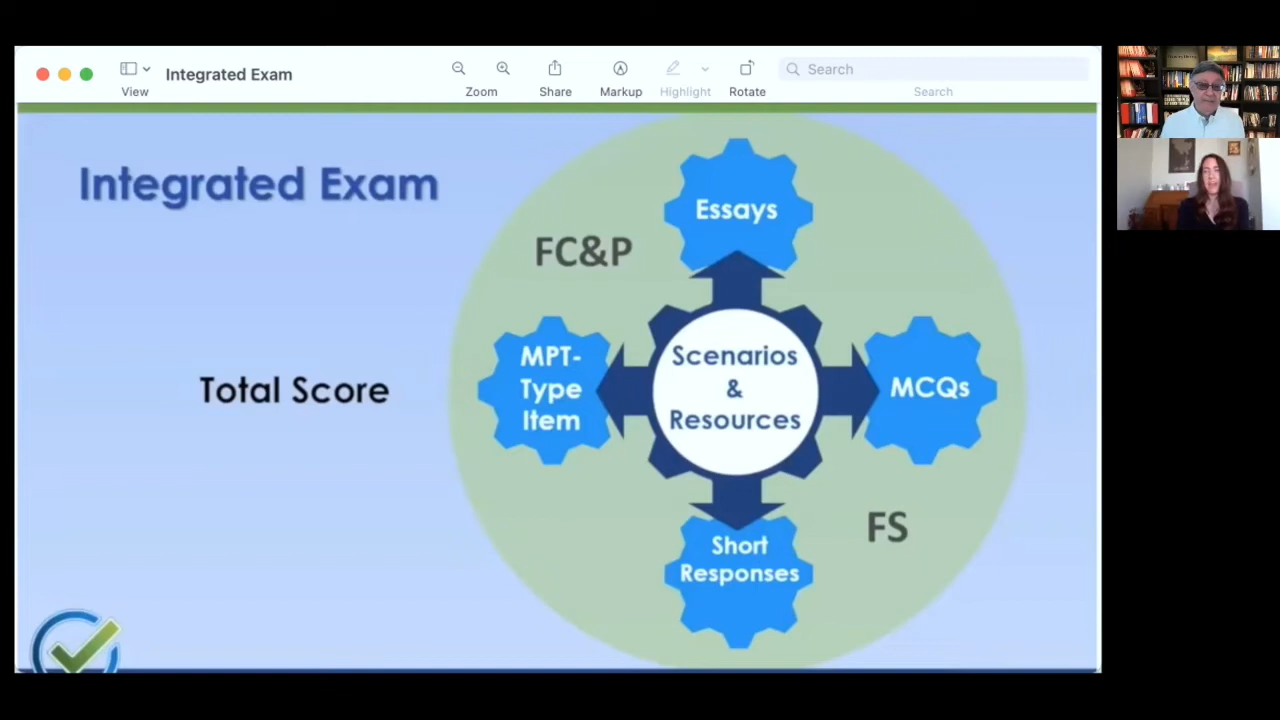 Integrated Exam
View
Zoom
Share
Markup
Highlight
Rotate
Search
Search
Integrated Exam
Total Score
FC&P
Essays
MPT-
Type
Item
Scenarios
&
Resources
MCQs
FS
Short
Responses